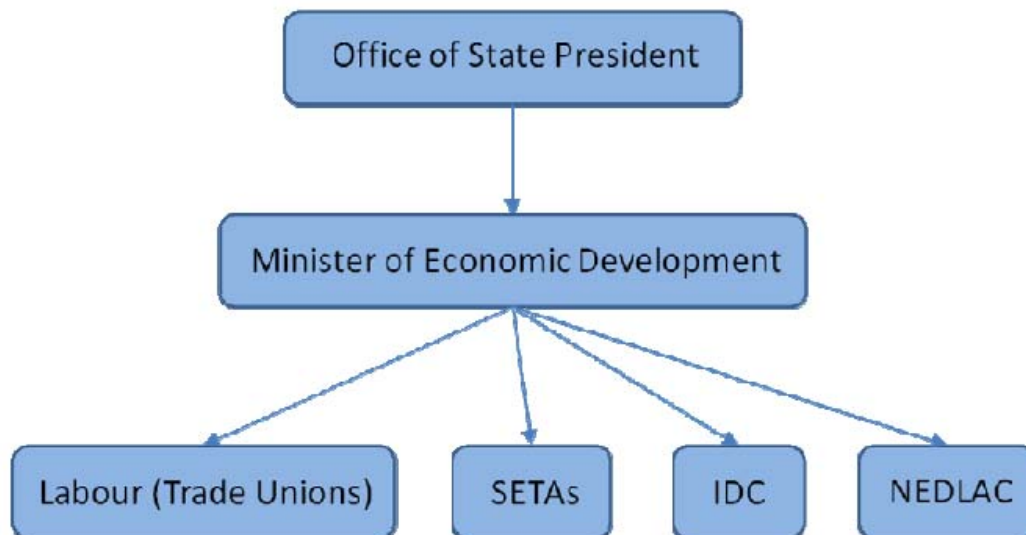 Office of State President
Minister of Economic Development
Labour (Trade Unions)
SETAs
IDC
NEDLAC